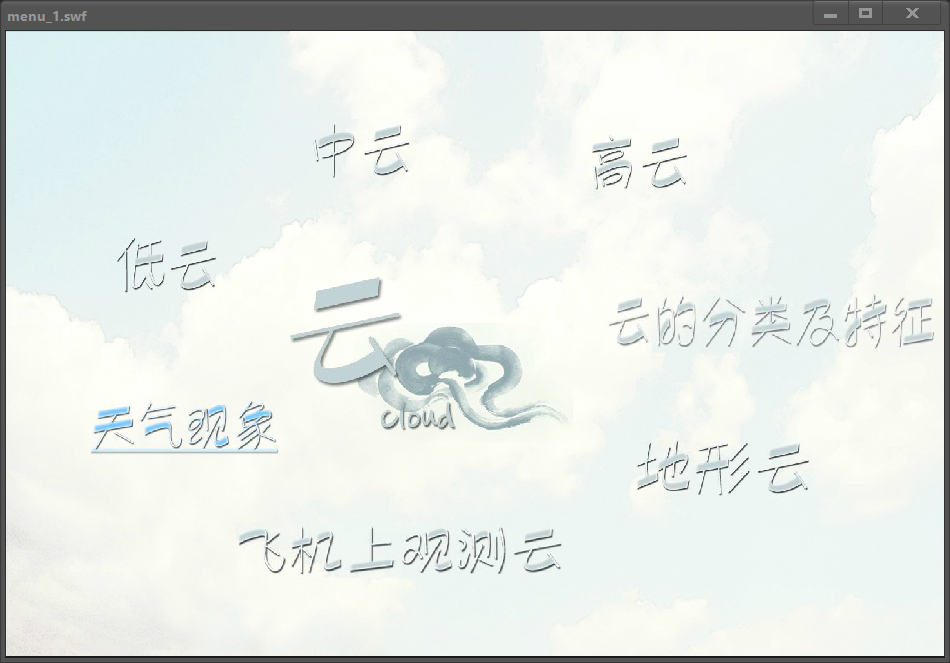 menu_1.swf
中云
高云
低云
云
云的分类及特征
cloud
天气现象
地形云
飞机上观测云